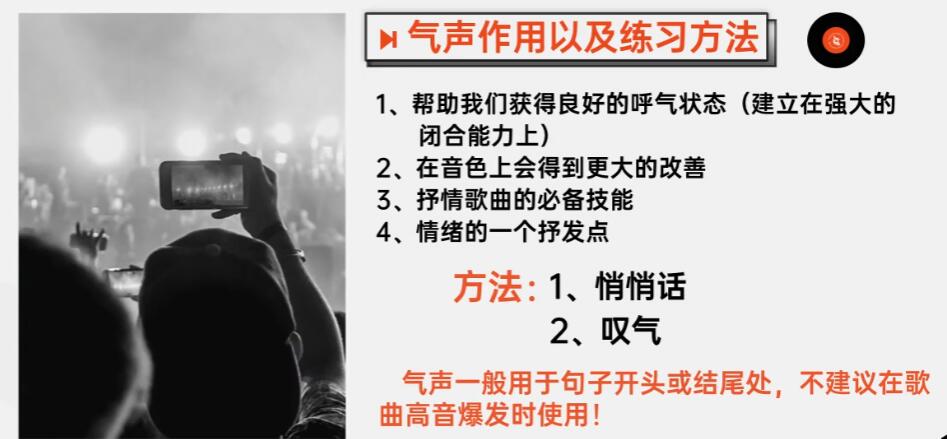 气声作用以及练习方法
1、帮助我们获得良好的呼气状态（建立在强大的
闭合能力上）
2、在音色上会得到更大的改善
3、抒情歌曲的必备技能
4、情绪的一个抒发点
方法：1、悄悄话
2、叹气
气声一般用于句子开头或结尾处，不建议在歌
曲高音爆发时使用！